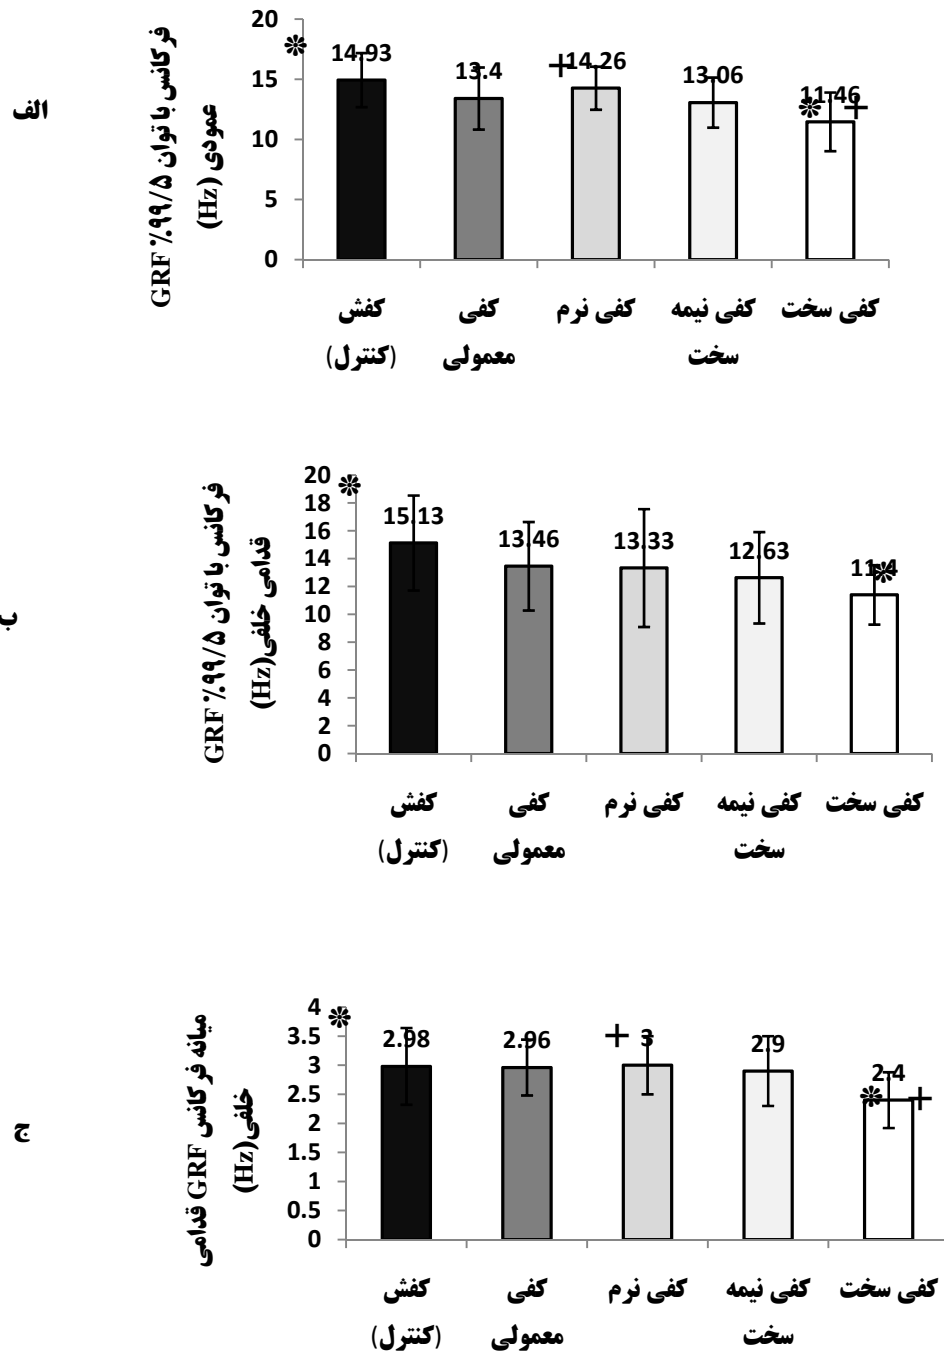 الف
فرکانس با توان ۹۹/۵٪ GRF
عمودی (Hz)
20
15
10
5
0
❊ 14.93 13.4 + 14.26 13.06 11.46 ❊ +
کفش کفی کفی نرم کفی نیمه کفی سخت
(کنترل) معمولی سخت
ب
فرکانس با توان ۹۹/۵٪ GRF
قدامی خلفی(Hz)
20
18
16
14
12
10
8
6
4
2
0
❊ 15.13 13.46 13.33 12.63 11.4 ❊
کفش کفی کفی نرم کفی نیمه کفی سخت
(کنترل) معمولی سخت
ج
میانه فرکانس GRF قدامی
خلفی(Hz)
4
3.5
3
2.5
2
1.5
1
0.5
0
❊ 2.98 2.96 + 3 2.9 2.4 ❊ +
کفش کفی کفی نرم کفی نیمه کفی سخت
(کنترل) معمولی سخت